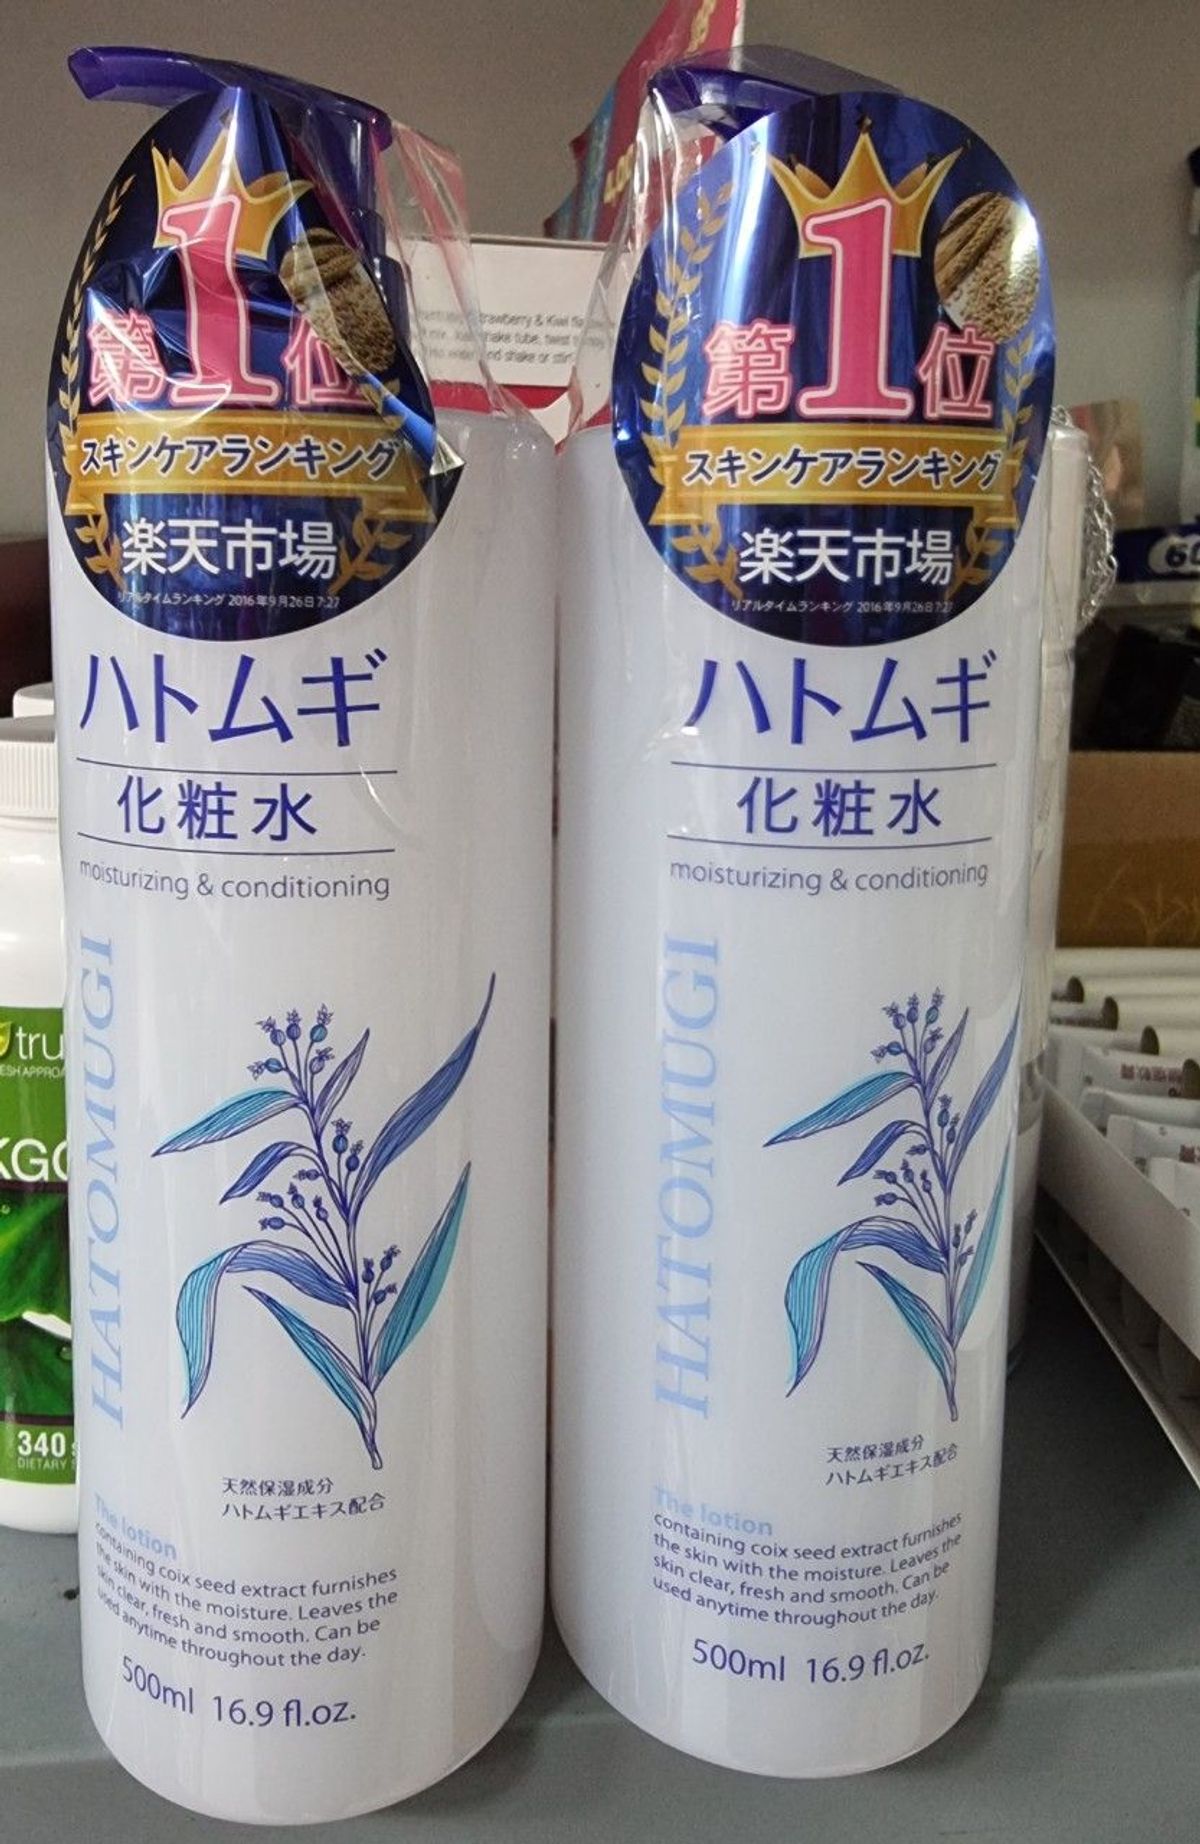 第1位
スキンケアランキング
楽天市場
リアルタイムランキング 2016年9月26日7:27
ハトムギ
化粧水
moisturizing & conditioning
HATOMUGI
天然保湿成分
ハトムギエキス配合
The lotion
containing coix seed extract furnishes
the skin with the moisture. Leaves the
skin clear, fresh and smooth. Can be
used anytime throughout the day.
500ml 16.9 fl.oz.
第1位
スキンケアランキング
楽天市場
リアルタイムランキング 2016年9月26日7:27
ハトムギ
化粧水
moisturizing & conditioning
HATOMUGI
天然保湿成分
ハトムギエキス配合
The lotion
containing coix seed extract furnishes
the skin with the moisture. Leaves the
skin clear, fresh and smooth. Can be
used anytime throughout the day.
500ml 16.9 fl.oz.
tru
340
DIETARY